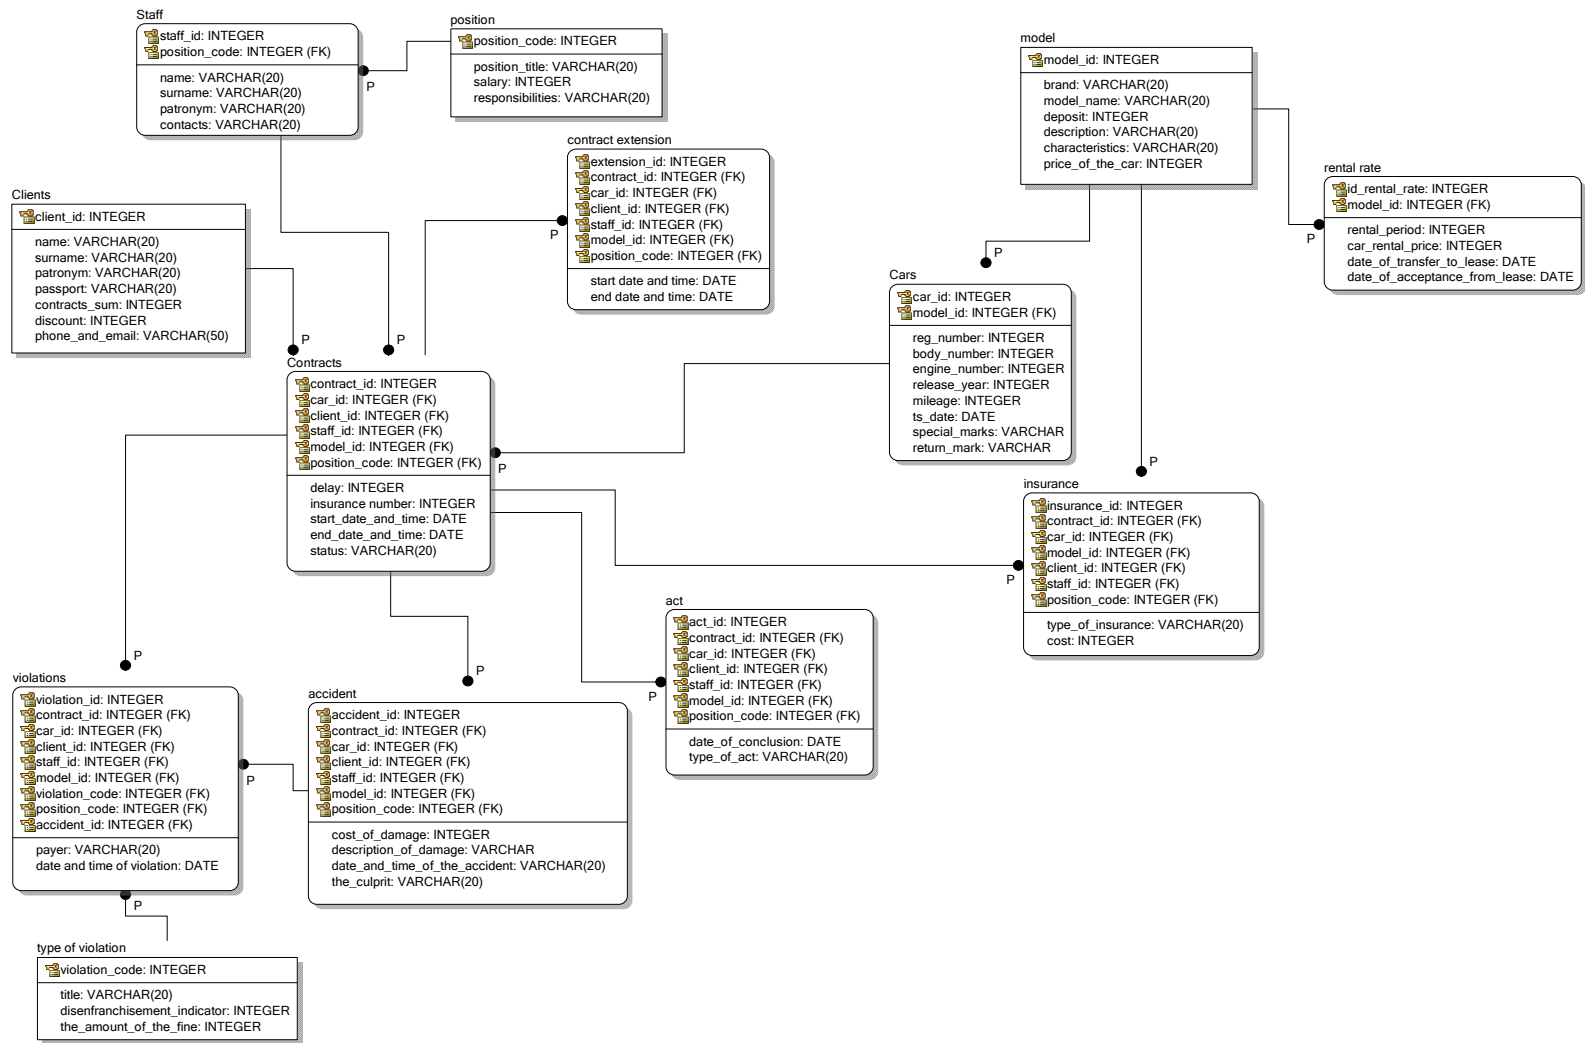 Staff
staff_id: INTEGER
position_code: INTEGER (FK)
name: VARCHAR(20)
surname: VARCHAR(20)
patronym: VARCHAR(20)
contacts: VARCHAR(20)
P
position
position_code: INTEGER
position_title: VARCHAR(20)
salary: INTEGER
responsibilities: VARCHAR(20)
model
model_id: INTEGER
brand: VARCHAR(20)
model_name: VARCHAR(20)
deposit: INTEGER
description: VARCHAR(20)
characteristics: VARCHAR(20)
price_of_the_car: INTEGER
contract extension
extension_id: INTEGER
contract_id: INTEGER (FK)
car_id: INTEGER (FK)
client_id: INTEGER (FK)
staff_id: INTEGER (FK)
model_id: INTEGER (FK)
position_code: INTEGER (FK)
start date and time: DATE
end date and time: DATE
P
rental rate
id_rental_rate: INTEGER
model_id: INTEGER (FK)
rental_period: INTEGER
car_rental_price: INTEGER
date_of_transfer_to_lease: DATE
date_of_acceptance_from_lease: DATE
P
Clients
client_id: INTEGER
name: VARCHAR(20)
surname: VARCHAR(20)
patronym: VARCHAR(20)
passport: VARCHAR(20)
contracts_sum: INTEGER
discount: INTEGER
phone_and_email: VARCHAR(50)
P
Cars
car_id: INTEGER
model_id: INTEGER (FK)
reg_number: INTEGER
body_number: INTEGER
engine_number: INTEGER
release_year: INTEGER
mileage: INTEGER
ts_date: DATE
special_marks: VARCHAR
return_mark: VARCHAR
P
P
Contracts
contract_id: INTEGER
car_id: INTEGER (FK)
client_id: INTEGER (FK)
staff_id: INTEGER (FK)
model_id: INTEGER (FK)
position_code: INTEGER (FK)
delay: INTEGER
insurance number: INTEGER
start_date_and_time: DATE
end_date_and_time: DATE
status: VARCHAR(20)
P
P
insurance
insurance_id: INTEGER
contract_id: INTEGER (FK)
car_id: INTEGER (FK)
model_id: INTEGER (FK)
client_id: INTEGER (FK)
staff_id: INTEGER (FK)
position_code: INTEGER (FK)
type_of_insurance: VARCHAR(20)
cost: INTEGER
P
act
act_id: INTEGER
contract_id: INTEGER (FK)
car_id: INTEGER (FK)
client_id: INTEGER (FK)
staff_id: INTEGER (FK)
model_id: INTEGER (FK)
position_code: INTEGER (FK)
date_of_conclusion: DATE
type_of_act: VARCHAR(20)
P
P
violations
violation_id: INTEGER
contract_id: INTEGER (FK)
car_id: INTEGER (FK)
client_id: INTEGER (FK)
staff_id: INTEGER (FK)
model_id: INTEGER (FK)
violation_code: INTEGER (FK)
position_code: INTEGER (FK)
accident_id: INTEGER (FK)
payer: VARCHAR(20)
date and time of violation: DATE
P
P
accident
accident_id: INTEGER
contract_id: INTEGER (FK)
car_id: INTEGER (FK)
client_id: INTEGER (FK)
staff_id: INTEGER (FK)
model_id: INTEGER (FK)
position_code: INTEGER (FK)
cost_of_damage: INTEGER
description_of_damage: VARCHAR
date_and_time_of_the_accident: VARCHAR(20)
the_culprit: VARCHAR(20)
P
type of violation
violation_code: INTEGER
title: VARCHAR(20)
disenfranchisement_indicator: INTEGER
the_amount_of_the_fine: INTEGER